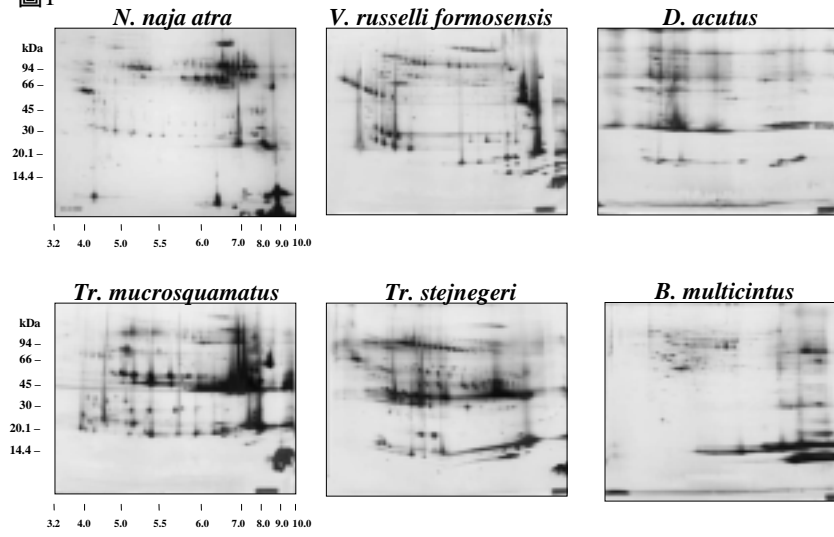 圖1
N. naja atra
V. russelli formosensis
D. acutus
kDa
94 –
66 –
45 –
30 –
20.1 –
14.4 –
3.2 4.0 5.0 5.5 6.0 7.0 8.0 9.0 10.0
Tr. mucrosquamatus
Tr. stejnegeri
B. multicintus
kDa
94 –
66 –
45 –
30 –
20.1 –
14.4 –
3.2 4.0 5.0 5.5 6.0 7.0 8.0 9.0 10.0